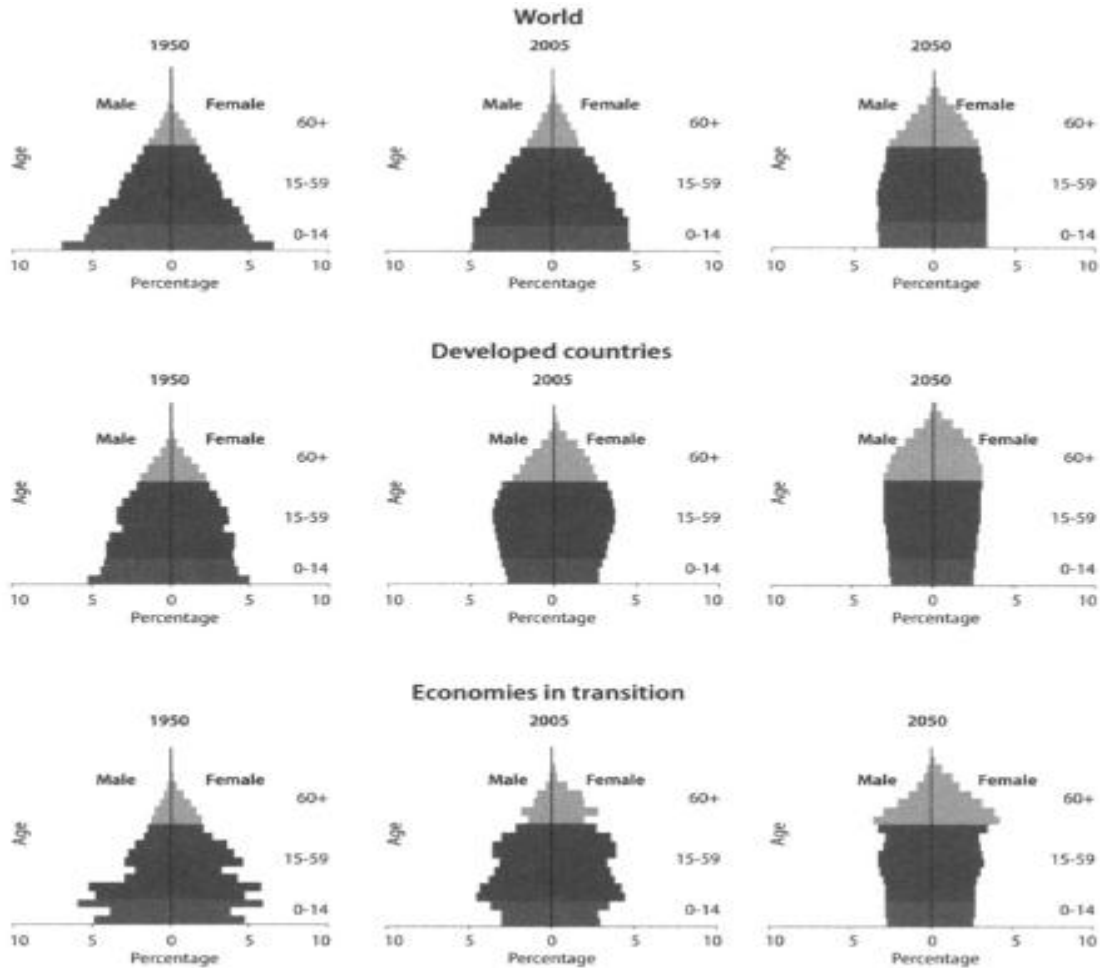 World
1950 2005 2050
Male Female 60+ Male Female 60+ Male Female 60+
Age 15-59 Age 15-59 Age 15-59
0-14 0-14 0-14
10 5 0 5 10 10 5 0 5 10 10 5 0 5 10
Percentage Percentage Percentage
Developed countries
1950 2005 2050
Male Female 60+ Male Female 60+ Male Female 60+
Age 15-59 Age 15-59 Age 15-59
0-14 0-14 0-14
10 5 0 5 10 10 5 0 5 10 10 5 0 5 10
Percentage Percentage Percentage
Economies in transition
1950 2005 2050
Male Female 60+ Male Female 60+ Male Female 60+
Age 15-59 Age 15-59 Age 15-59
0-14 0-14 0-14
10 5 0 5 10 10 5 0 5 10 10 5 0 5 10
Percentage Percentage Percentage